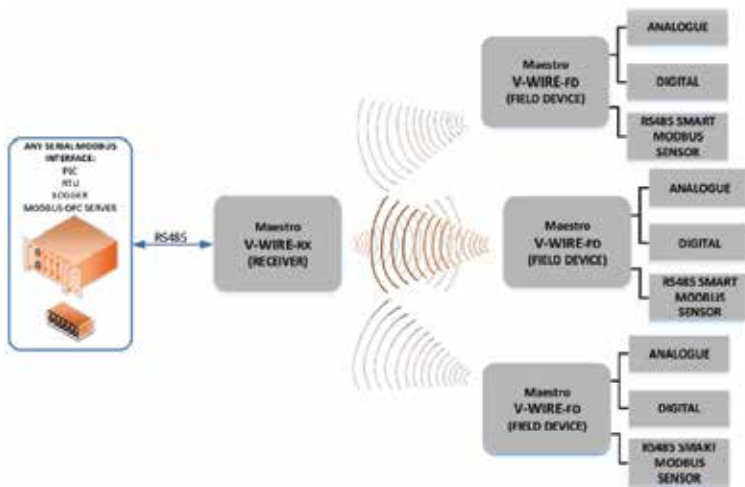 ANY SERIAL MODBUS
INTERFACE:
PLC
RTU
LOGGER
MODBUS-OPC SERVER
RS485
Maestro
V-WIRE-RX
(RECEIVER)
Maestro
V-WIRE-FD
(FIELD DEVICE)
ANALOGUE
DIGITAL
RS485 SMART
MODBUS
SENSOR
Maestro
V-WIRE-FD
(FIELD DEVICE)
ANALOGUE
DIGITAL
RS485 SMART
MODBUS
SENSOR
Maestro
V-WIRE-FD
(FIELD DEVICE)
ANALOGUE
DIGITAL
RS485 SMART
MODBUS
SENSOR